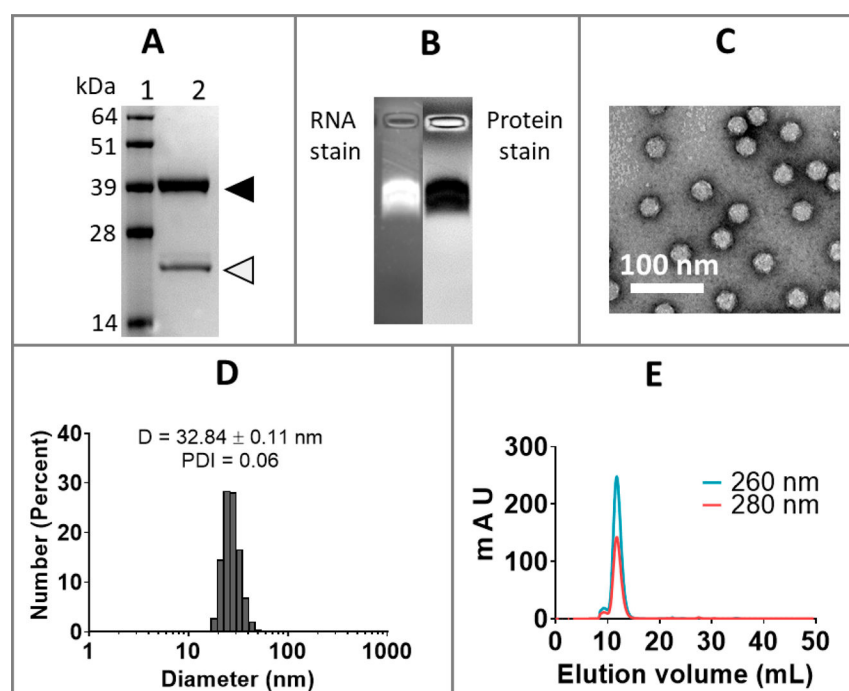 A
kDa 1 2
64
51
39
28
14
B
RNA
stain
Protein
stain
C
100 nm
D
D = 32.84 ± 0.11 nm
PDI = 0.06
Number (Percent)
40
30
20
10
0
1 10 100 1000
Diameter (nm)
E
mAU
300
200
100
0
260 nm
280 nm
0 10 20 30 40 50
Elution volume (mL)